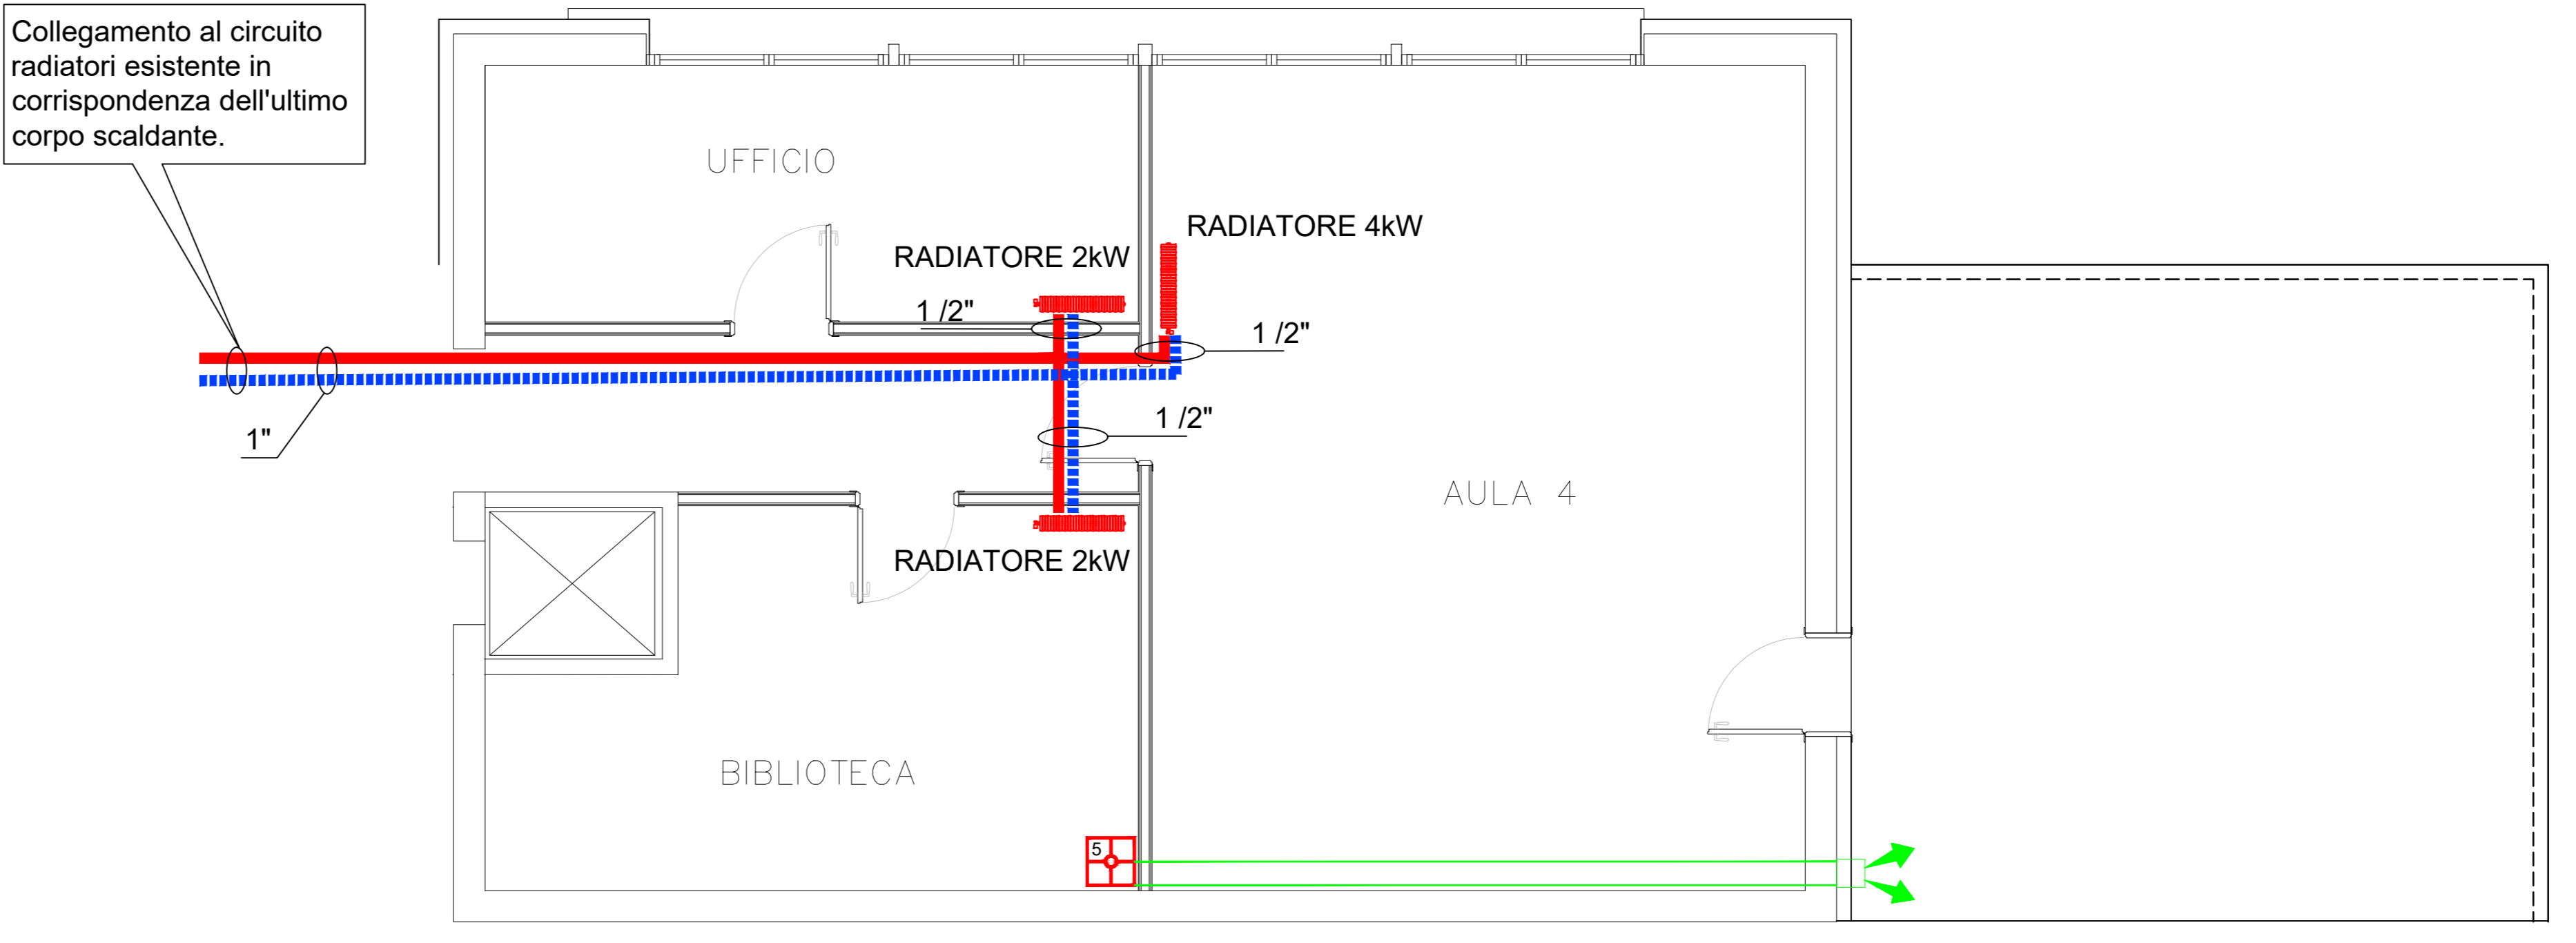 Collegamento al circuito
radiatori esistente in
corrispondenza dell'ultimo
corpo scaldante.
UFFICIO
RADIATORE 4kW
RADIATORE 2kW
1 /2"
1 /2"
1 /2"
1"
AULA 4
RADIATORE 2kW
BIBLIOTECA
5